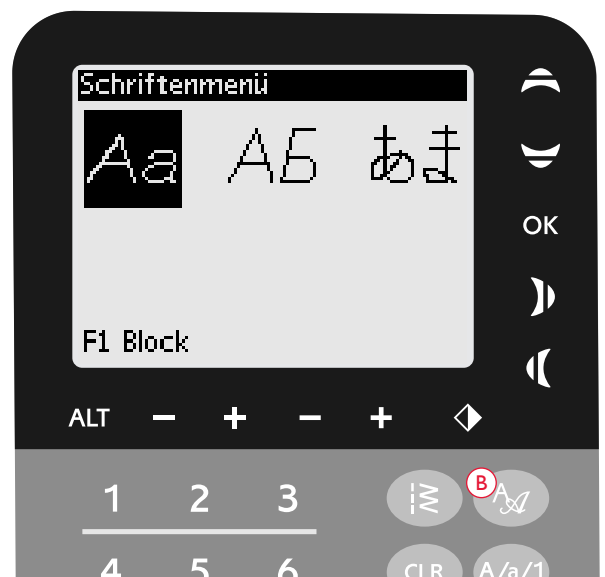 Schriftenmenü
Aa АБ あま
F1 Block
OK
ALT − + − +
1 2 3
B
A
4 5 6
CLR A/a/1